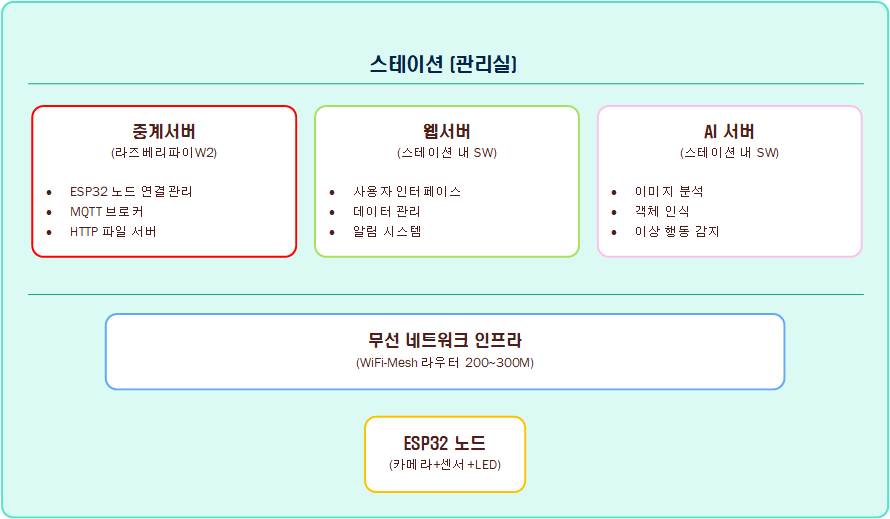 스테이션 (관리실)
중계서버
(라즈베리파이W2)
• ESP32 노드 연결관리
• MQTT 브로커
• HTTP 파일 서버
웹서버
(스테이션 내 SW)
• 사용자 인터페이스
• 데이터 관리
• 알림 시스템
AI 서버
(스테이션 내 SW)
• 이미지 분석
• 객체 인식
• 이상 행동 감지
무선 네트워크 인프라
(WiFi-Mesh 라우터 200~300M)
ESP32 노드
(카메라+센서+LED)